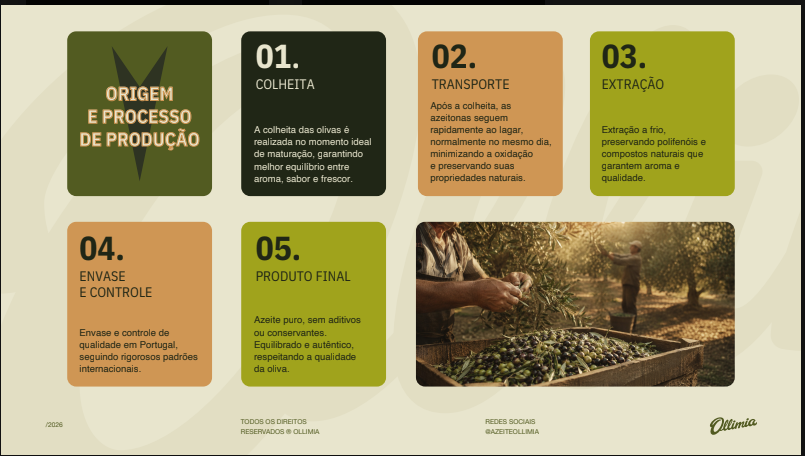 ORIGEM
E PROCESSO
DE PRODUÇÃO
01.
COLHEITA
A colheita das olivas é
realizada no momento ideal
de maturação, garantindo
melhor equilíbrio entre
aroma, sabor e frescor.
02.
TRANSPORTE
Após a colheita, as
azeitonas seguem
rapidamente ao lagar,
normalmente no mesmo dia,
minimizando a oxidação
e preservando suas
propriedades naturais.
03.
EXTRAÇÃO
Extração a frio,
preservando polifenóis e
compostos naturais que
garantem aroma e
qualidade.
04.
ENVASE
E CONTROLE
Envase e controle de
qualidade em Portugal,
seguindo rigorosos padrões
internacionais.
05.
PRODUTO FINAL
Azeite puro, sem aditivos
ou conservantes.
Equilibrado e autêntico,
respeitando a qualidade
da oliva.
/2026
TODOS OS DIREITOS
RESERVADOS ® OLLIMIA
REDES SOCIAIS
@AZEITEOLLIMIA
Ollimia